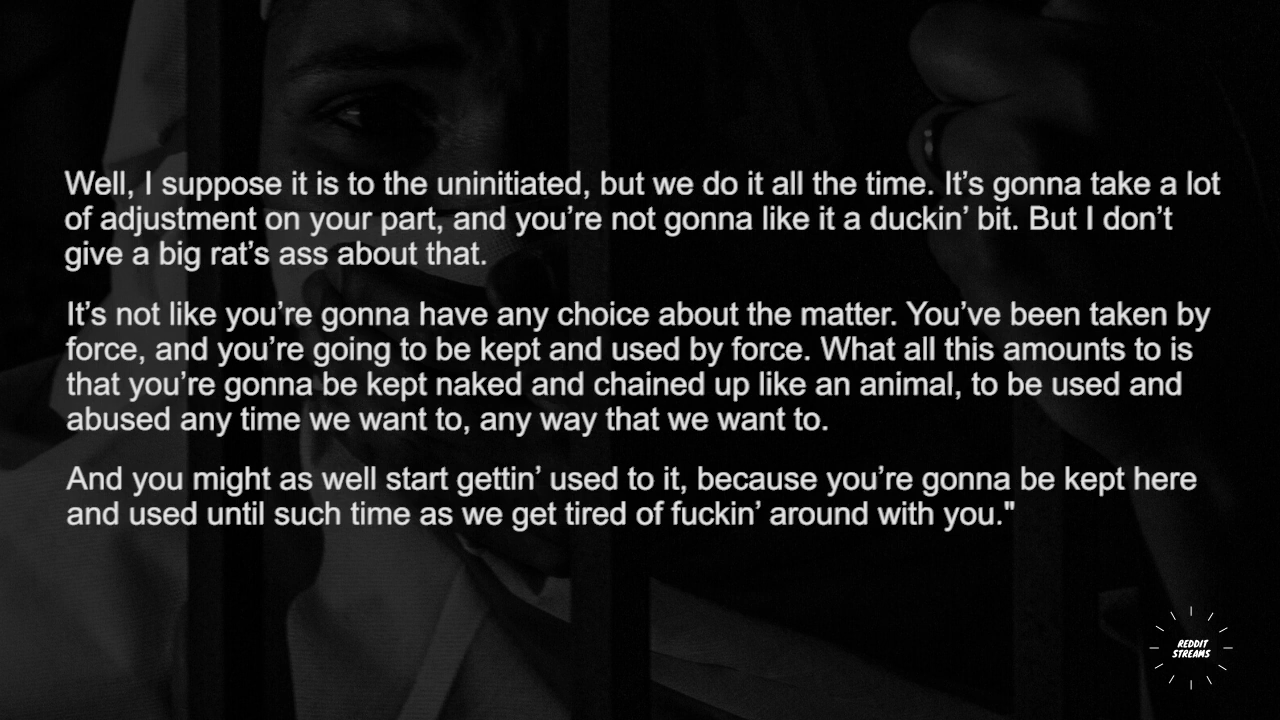 Well, I suppose it is to the uninitiated, but we do it all the time. It’s gonna take a lot
of adjustment on your part, and you’re not gonna like it a duckin’ bit. But I don’t
give a big rat’s ass about that.
It’s not like you’re gonna have any choice about the matter. You’ve been taken by
force, and you’re going to be kept and used by force. What all this amounts to is
that you’re gonna be kept naked and chained up like an animal, to be used and
abused any time we want to, any way that we want to.
And you might as well start gettin’ used to it, because you’re gonna be kept here
and used until such time as we get tired of fuckin’ around with you."
REDDIT
STREAMS